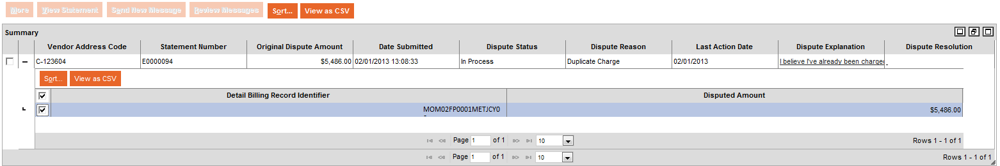 More View Statement Send New Message Review Messages Sort... View as CSV
Summary
Vendor Address Code Statement Number Original Dispute Amount Date Submitted Dispute Status Dispute Reason Last Action Date Dispute Explanation Dispute Resolution
C-123604 E0000094 $5,486.00 02/01/2013 13:08:33 In Process Duplicate Charge 02/01/2013 I believe I've already been charged
Sort... View as CSV
Detail Billing Record Identifier Disputed Amount
MOM02FP0001METJCY0 $5,486.00
Page 1 of 1 10 Rows 1 - 1 of 1
Page 1 of 1 10 Rows 1 - 1 of 1